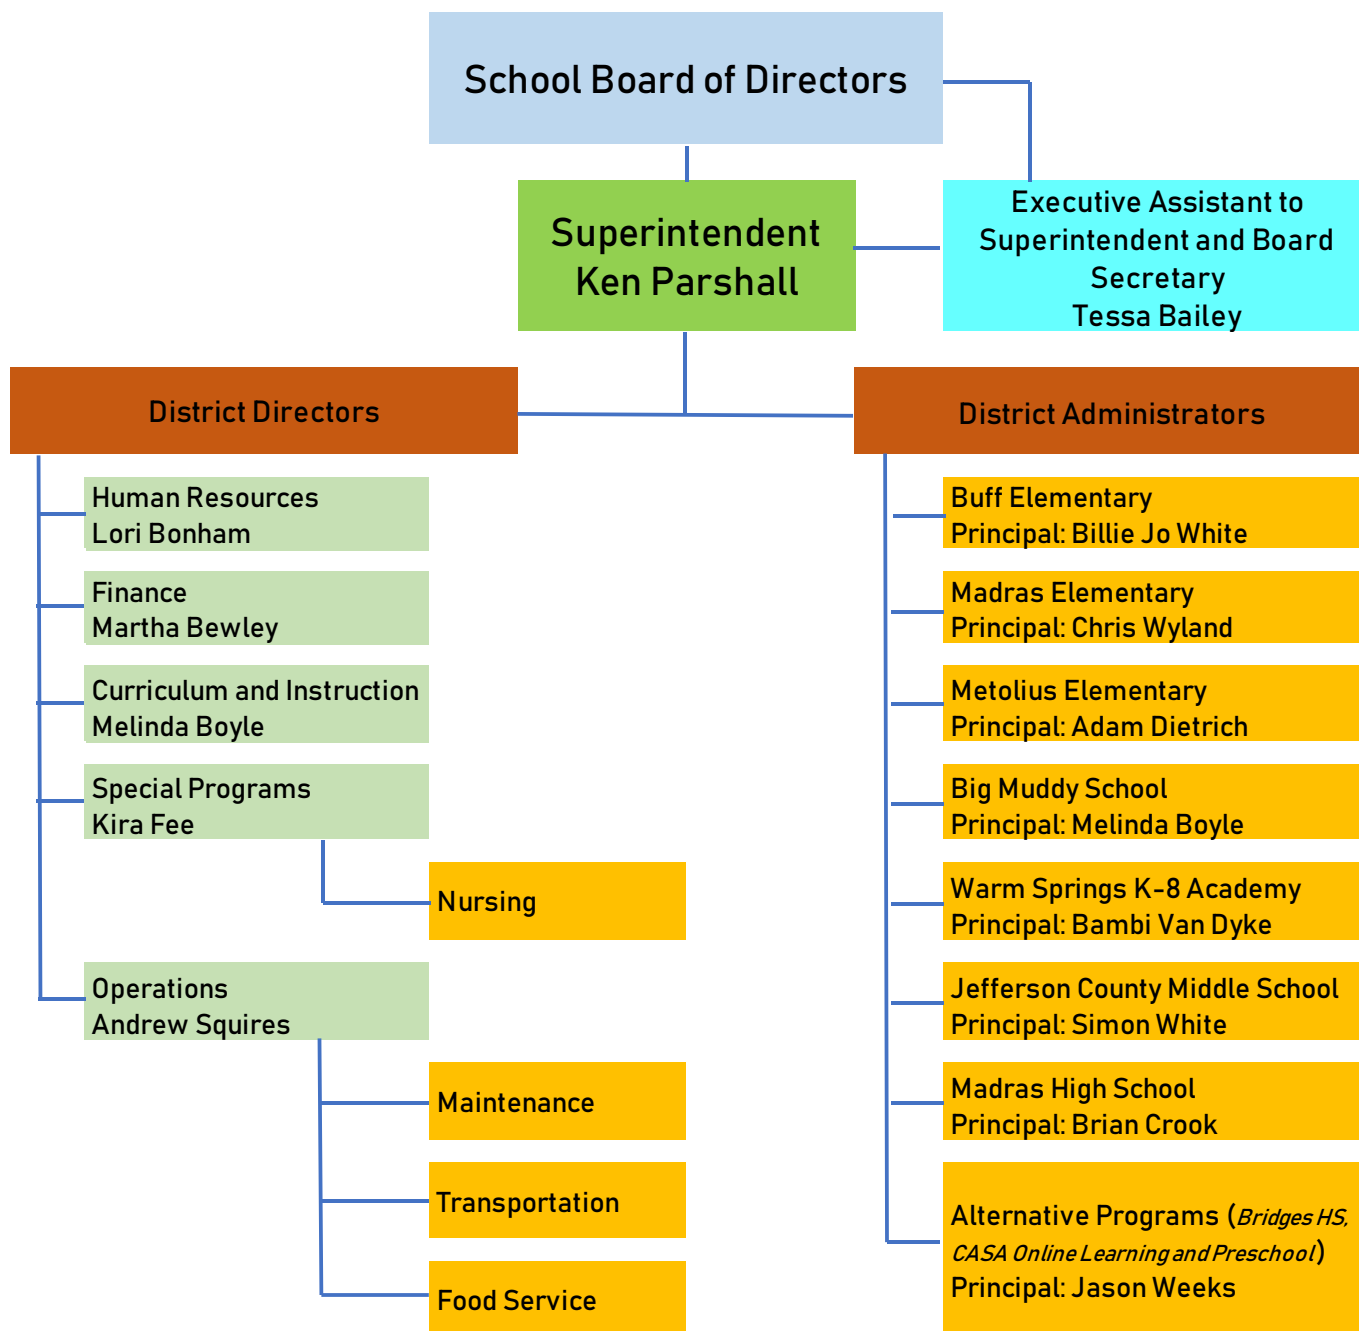 School Board of Directors
Superintendent
Ken Parshall
Executive Assistant to
Superintendent and Board
Secretary
Tessa Bailey
District Directors
Human Resources
Lori Bonham
Finance
Martha Bewley
Curriculum and Instruction
Melinda Boyle
Special Programs
Kira Fee
Nursing
Operations
Andrew Squires
Maintenance
Transportation
Food Service
District Administrators
Buff Elementary
Principal: Billie Jo White
Madras Elementary
Principal: Chris Wyland
Metolius Elementary
Principal: Adam Dietrich
Big Muddy School
Principal: Melinda Boyle
Warm Springs K-8 Academy
Principal: Bambi Van Dyke
Jefferson County Middle School
Principal: Simon White
Madras High School
Principal: Brian Crook
Alternative Programs (Bridges HS,
CASA Online Learning and Preschool)
Principal: Jason Weeks